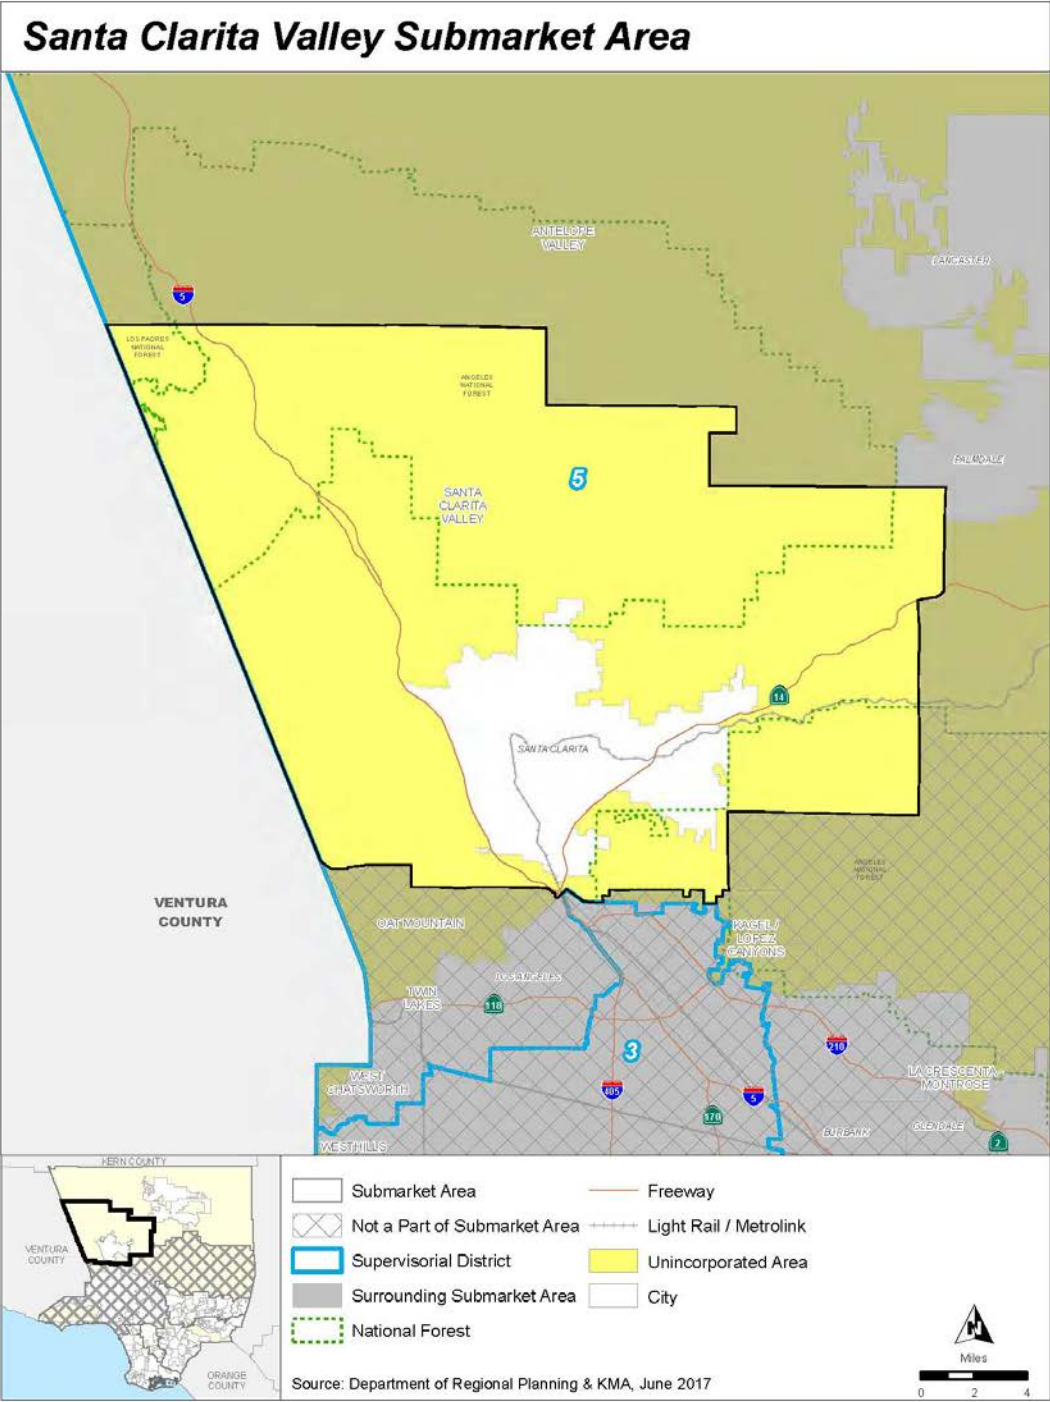 Santa Clarita Valley Submarket Area
ANTELOPE
VALLEY
LANCASTER
5
LOS PADRES
NATIONAL
FOREST
ANGELES
NATIONAL
FOREST
PALMDALE
5
SANTA
CLARITA
VALLEY
14
SANTA CLARITA
ANGELES
NATIONAL
FOREST
VENTURA
COUNTY
OAT MOUNTAIN
KAGEL/
LOPEZ
CANYONS
LOS ANGELES
TWIN
LAKES
118
3
210
WEST
CHATSWORTH
LA CRESCENTA -
MONTROSE
405
5
170
BURBANK
GLENDALE
2
WESTHILLS
KERN COUNTY
VENTURA
COUNTY
ORANGE
COUNTY
Submarket Area
Not a Part of Submarket Area
Supervisorial District
Surrounding Submarket Area
National Forest
Freeway
Light Rail / Metrolink
Unincorporated Area
City
Source: Department of Regional Planning & KMA, June 2017
N
Miles
0 2 4